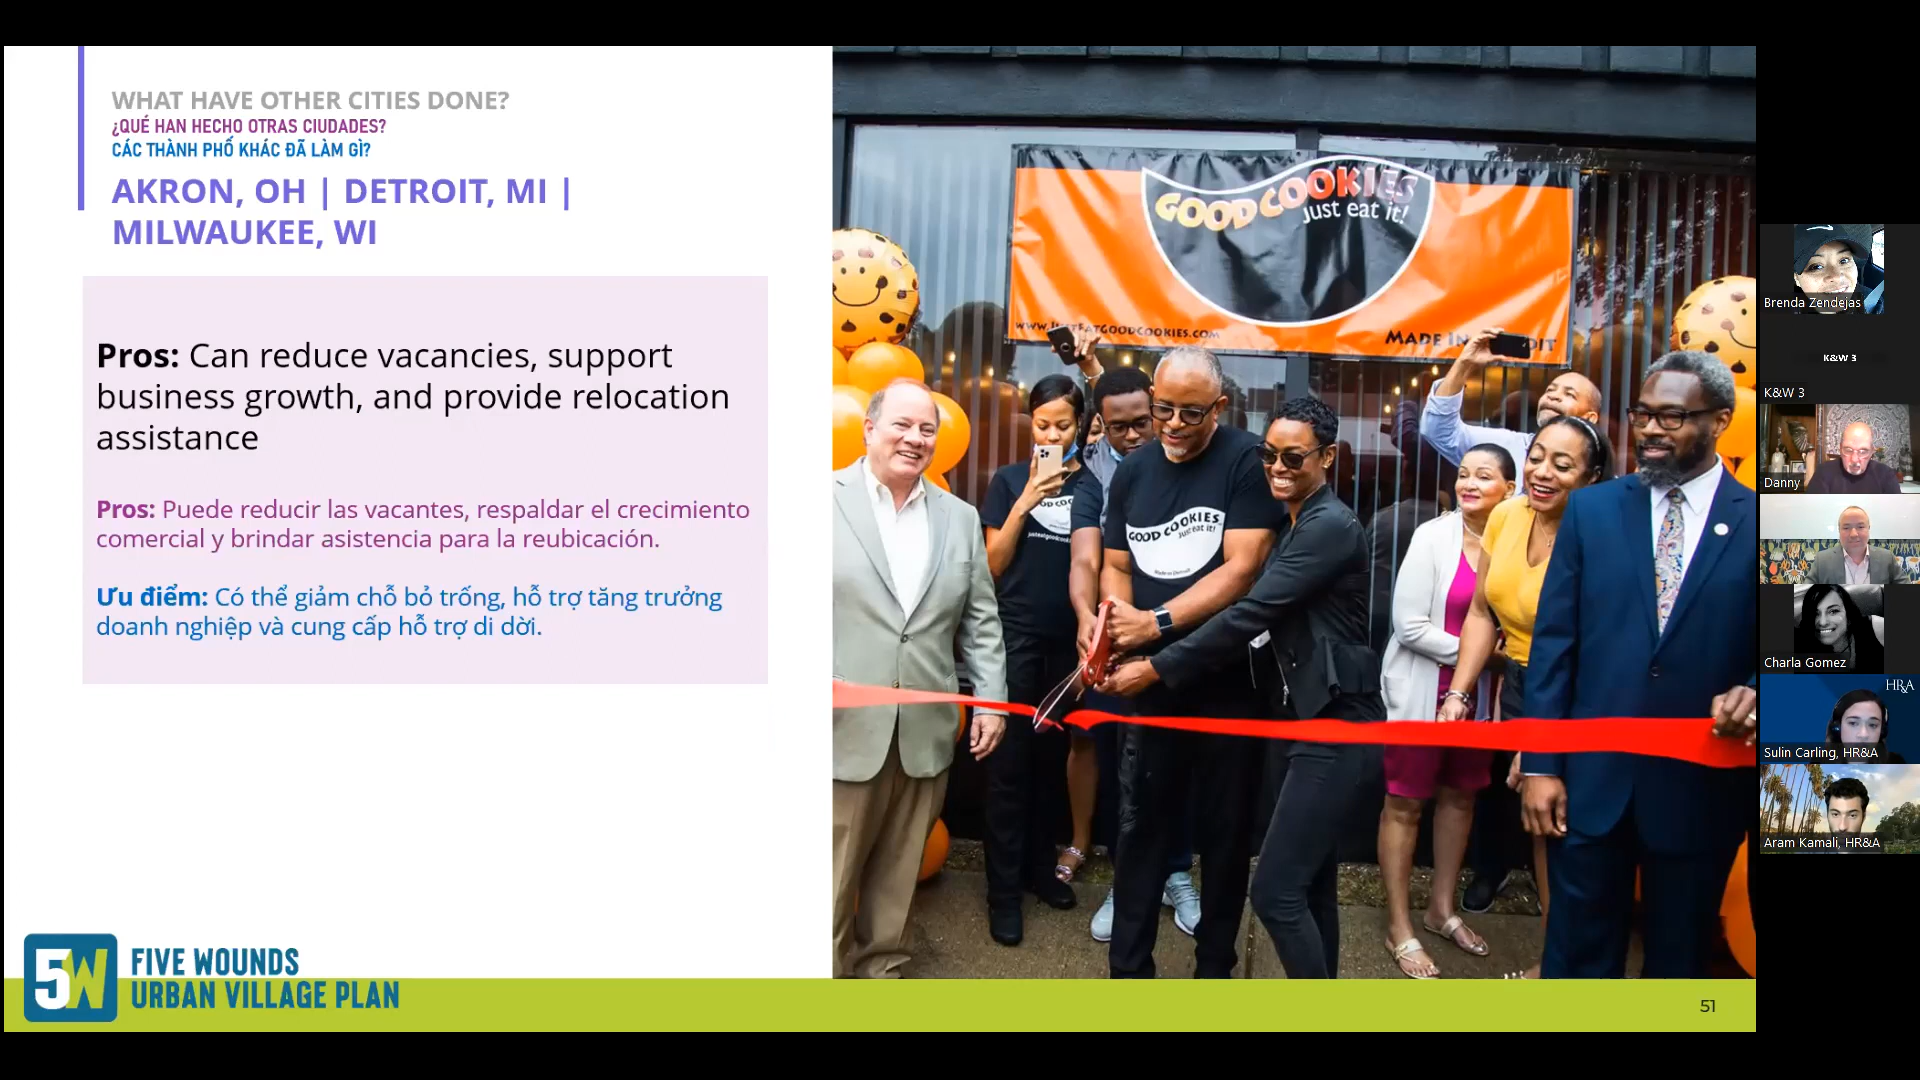 WHAT HAVE OTHER CITIES DONE?
¿QUÉ HAN HECHO OTRAS CIUDADES?
CÁC THÀNH PHỐ KHÁC ĐÃ LÀM GÌ?
AKRON, OH | DETROIT, MI |
MILWAUKEE, WI
Pros: Can reduce vacancies, support
business growth, and provide relocation
assistance
Pros: Puede reducir las vacantes, respaldar el crecimiento
comercial y brindar asistencia para la reubicación.
Ưu điểm: Có thể giảm chỗ bỏ trống, hỗ trợ tăng trưởng
doanh nghiệp và cung cấp hỗ trợ di dời.
GOOD COOKIES
just eat it!
www.justeatgoodcookies.com
MADE IN
GOOD COOKIES
just eat it!
5W
FIVE WOUNDS
URBAN VILLAGE PLAN
51
Brenda Zendejas
K&W 3
K&W 3
Danny
Charla Gomez
HR&A
Sulin Carling, HR&A
Aram Kamali, HR&A